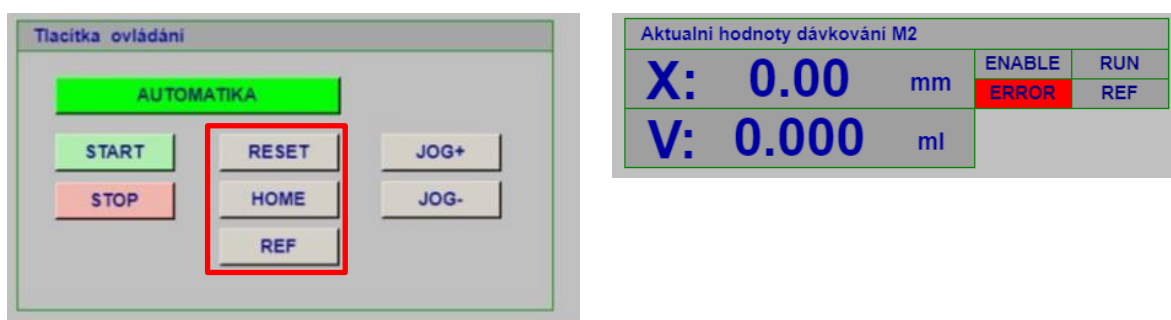 Tlacitka ovládání
AUTOMATIKA
START RESET JOG+
STOP HOME JOG-
REF
Aktualni hodnoty dávkování M2
X: 0.00 mm ENABLE RUN
ERROR REF
V: 0.000 ml